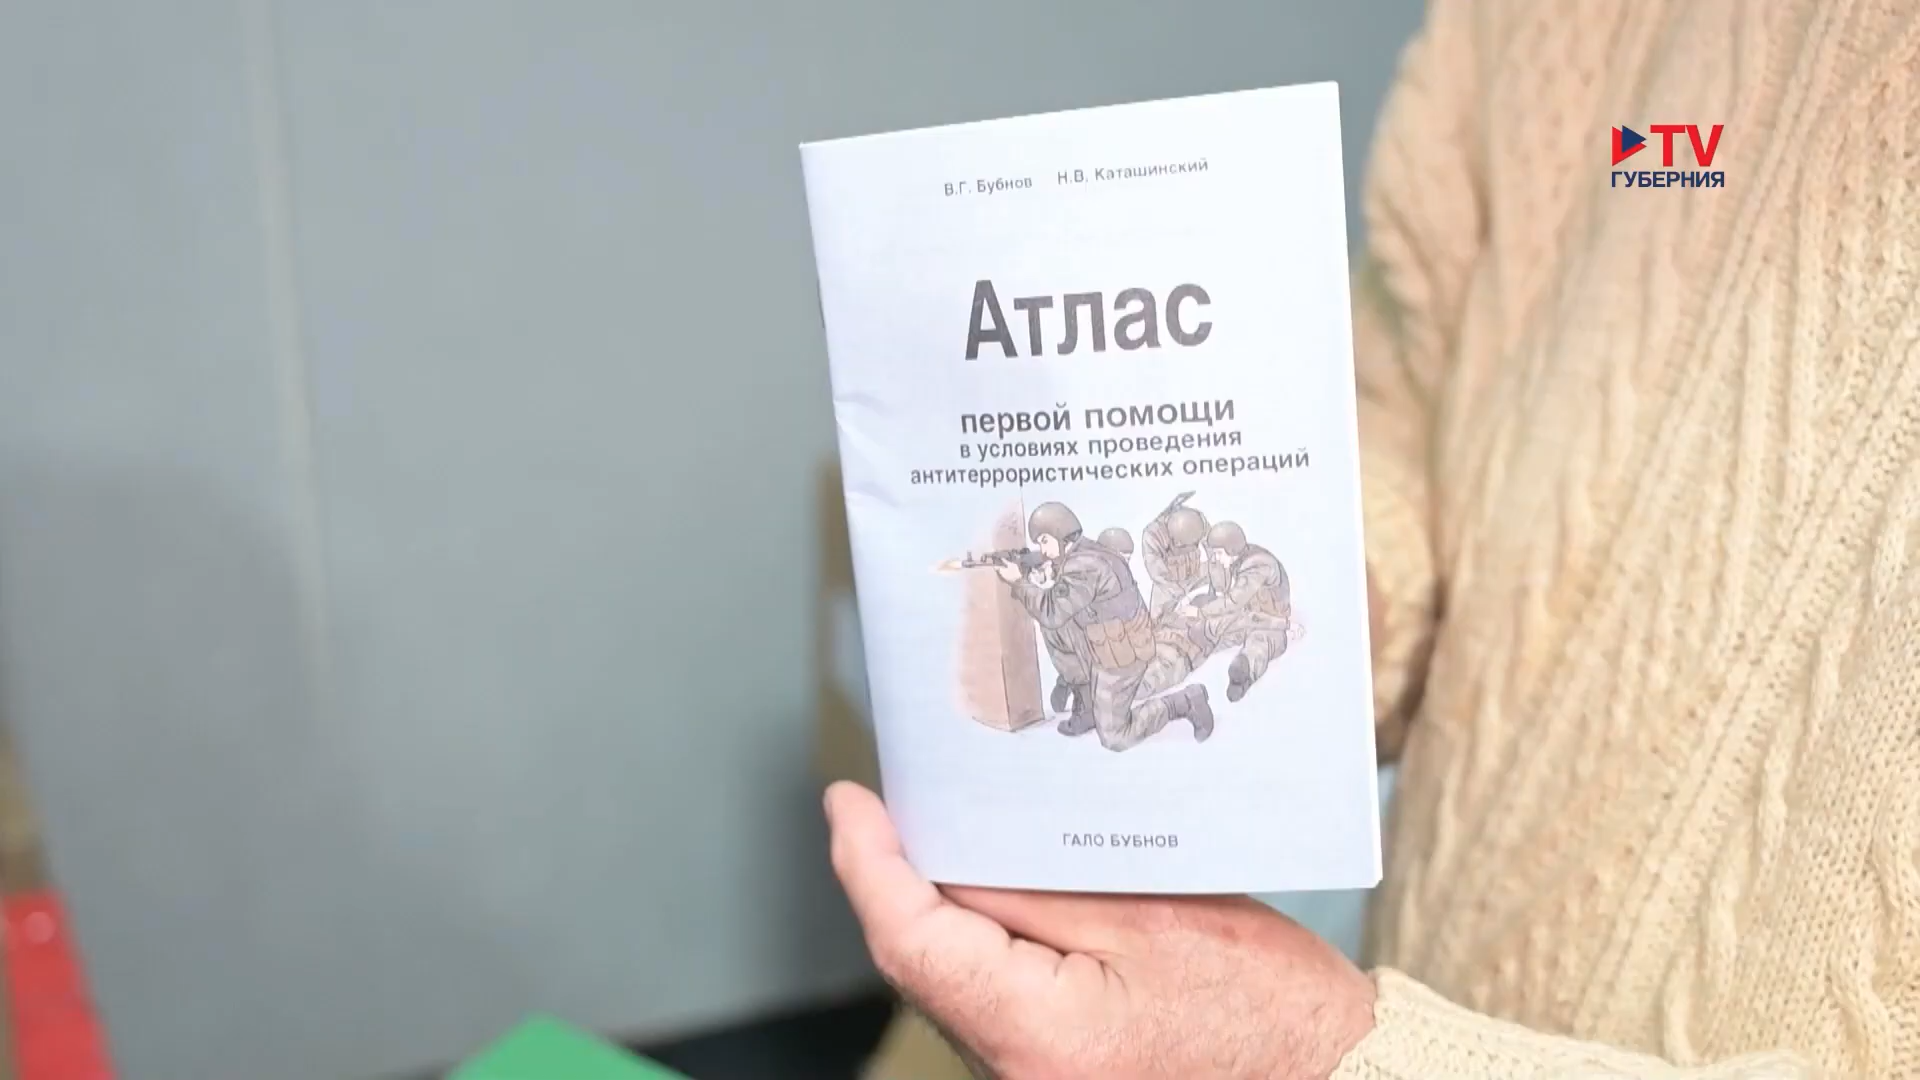 В.Г. Бубнов Н.В. Каташинский
Атлас
первой помощи
в условиях проведения
антитеррористических операций
ГАЛО БУБНОВ
TV
ГУБЕРНИЯ